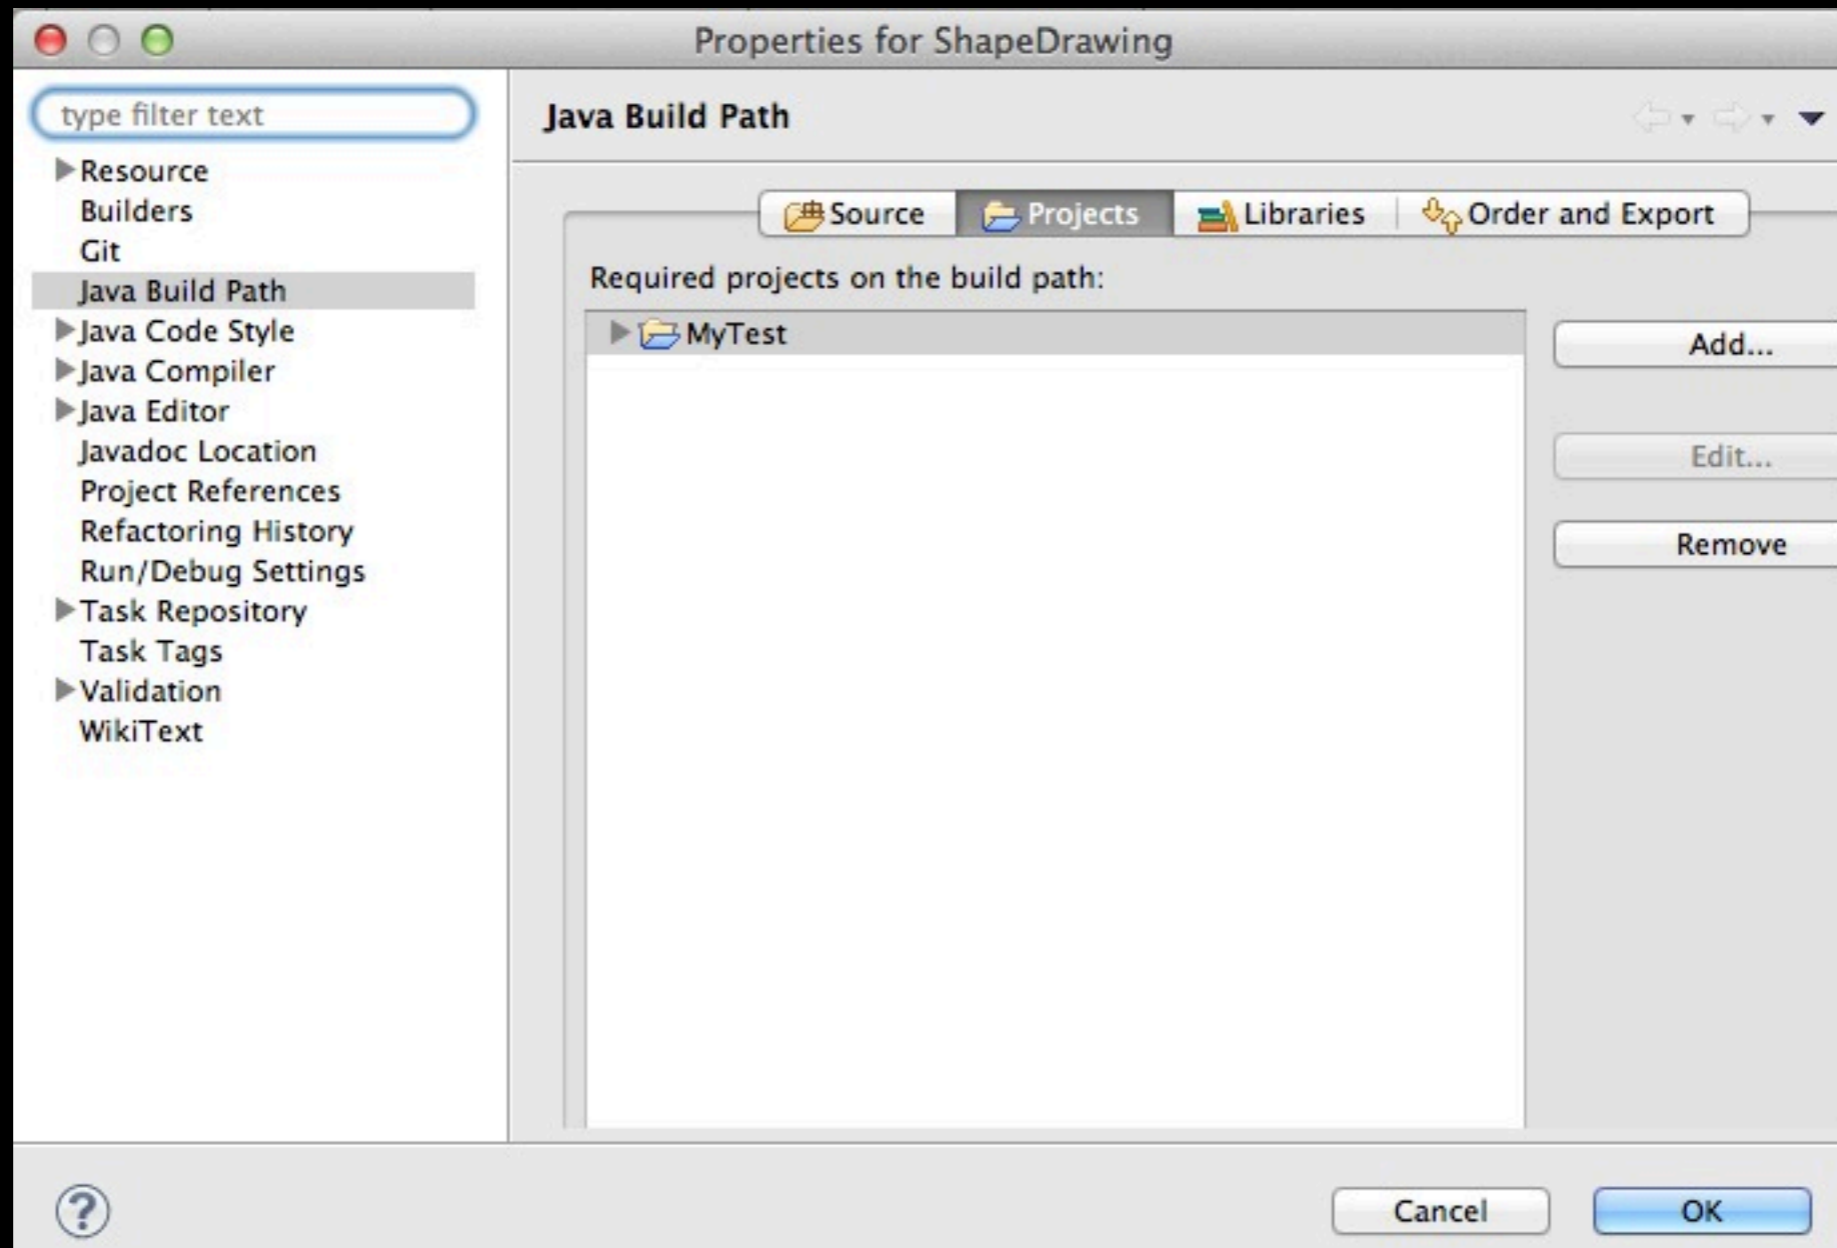 Properties for ShapeDrawing
type filter text
Resource
Builders
Git
Java Build Path
Java Code Style
Java Compiler
Java Editor
Javadoc Location
Project References
Refactoring History
Run/Debug Settings
Task Repository
Task Tags
Validation
WikiText
Java Build Path
Source Projects Libraries Order and Export
Required projects on the build path:
MyTest
Add...
Edit...
Remove
?
Cancel OK